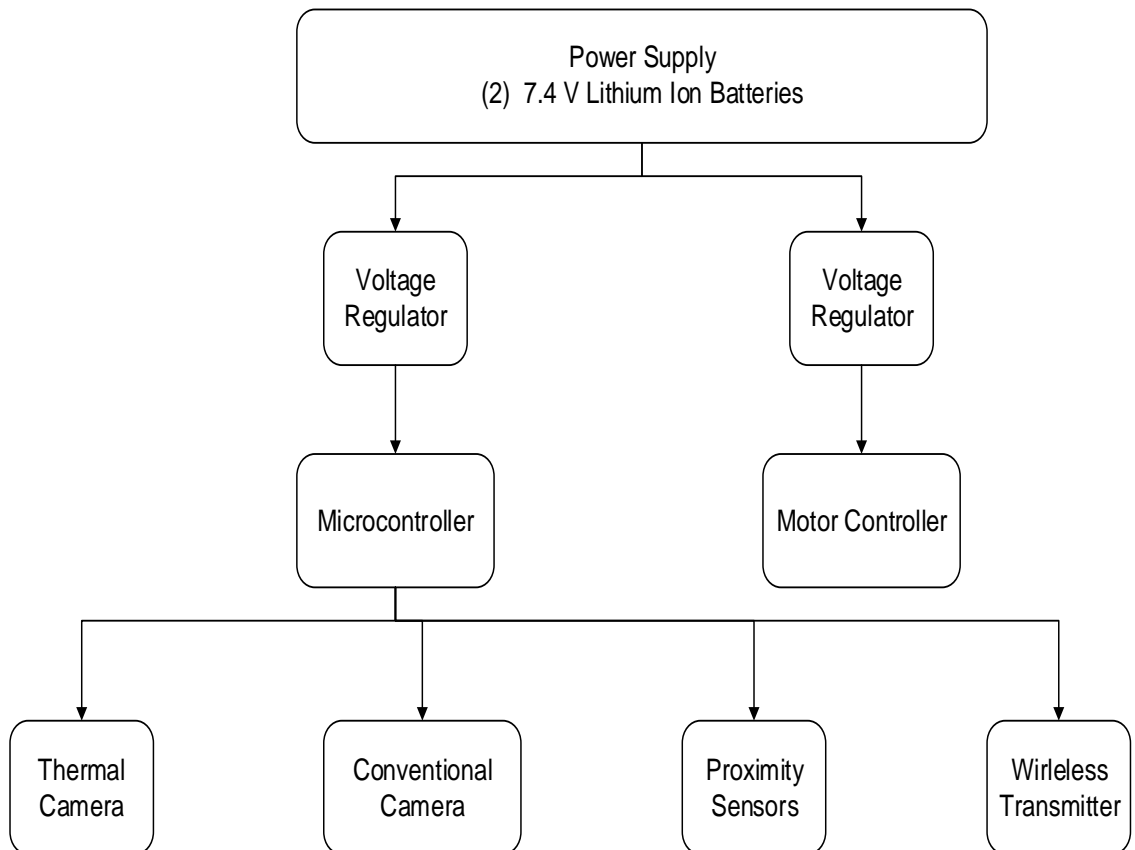 Power Supply
(2)  7.4 V Lithium Ion Batteries
Voltage
Regulator
Voltage
Regulator
Microcontroller
Motor Controller
Thermal
Camera
Conventional
Camera
Proximity
Sensors
Wirleless
Transmitter